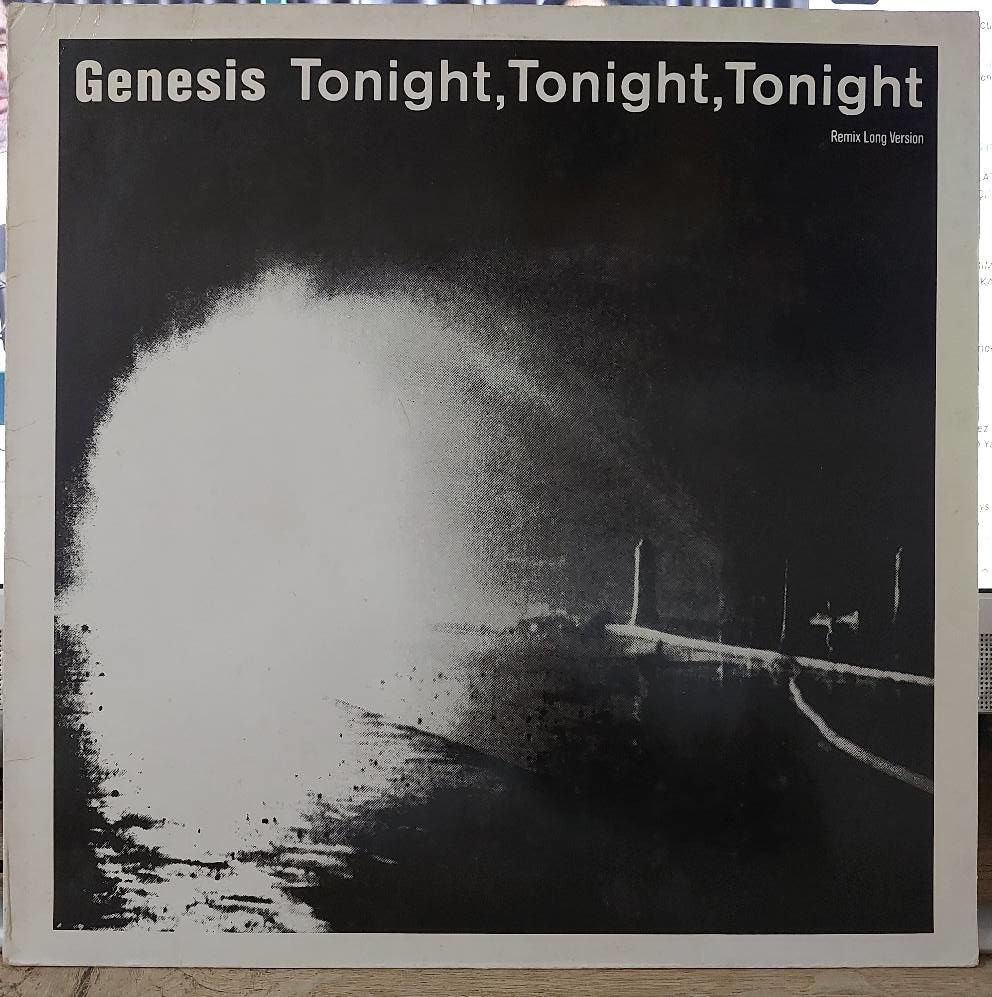 Genesis Tonight,Tonight,Tonight
Remix Long Version